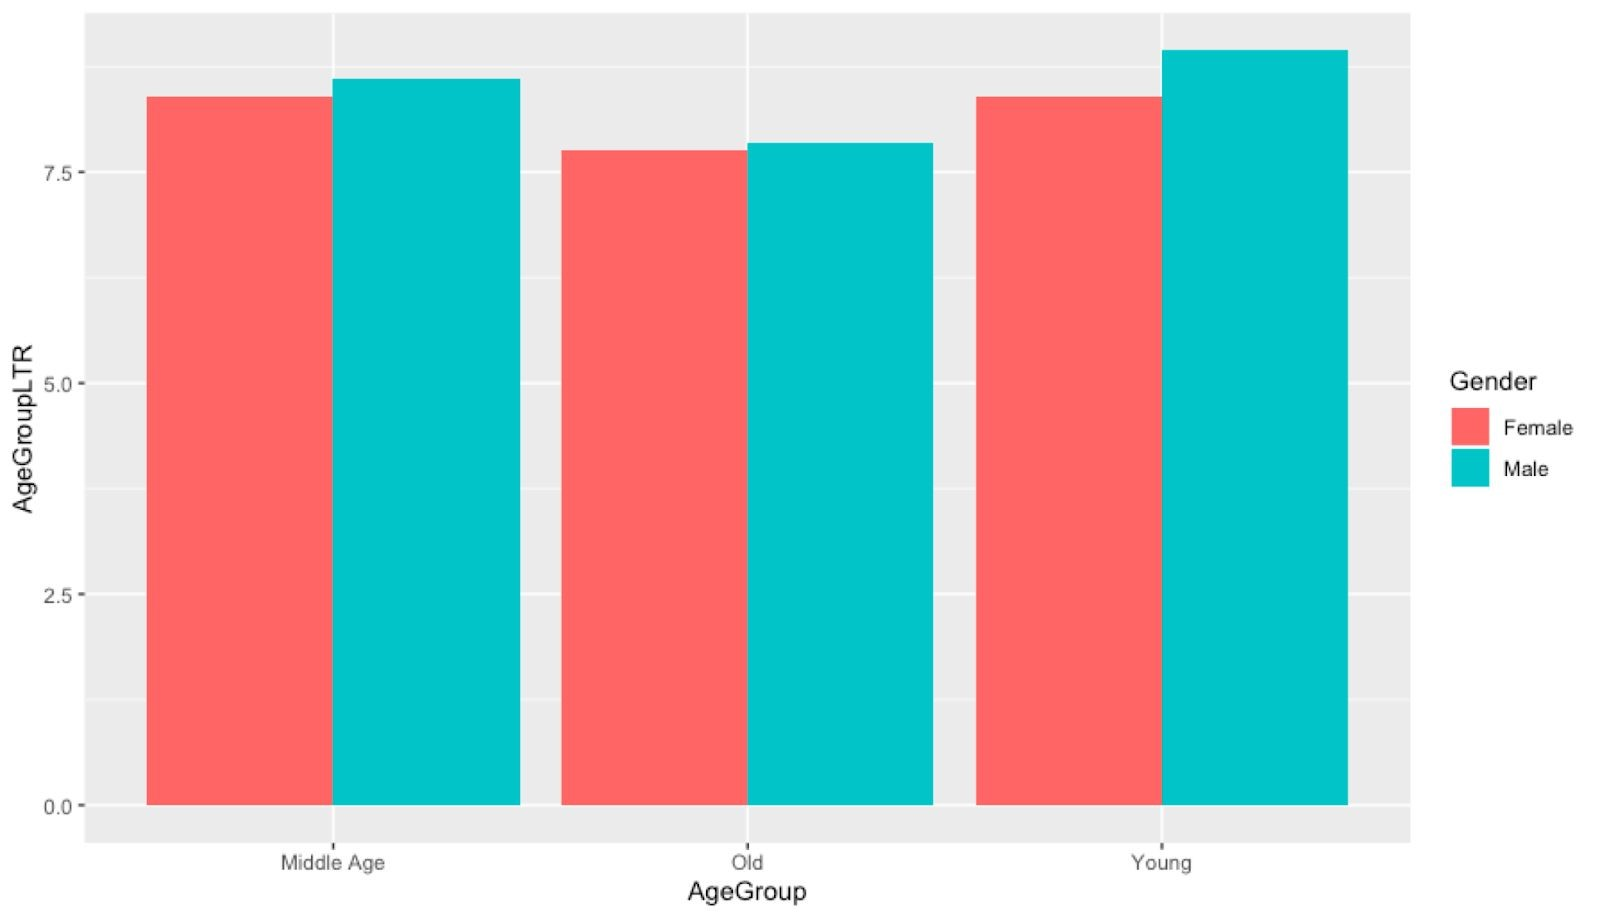 7.5
5.0
2.5
0.0
AgeGroupLTR
Middle Age
Old
Young
AgeGroup
Gender
Female
Male